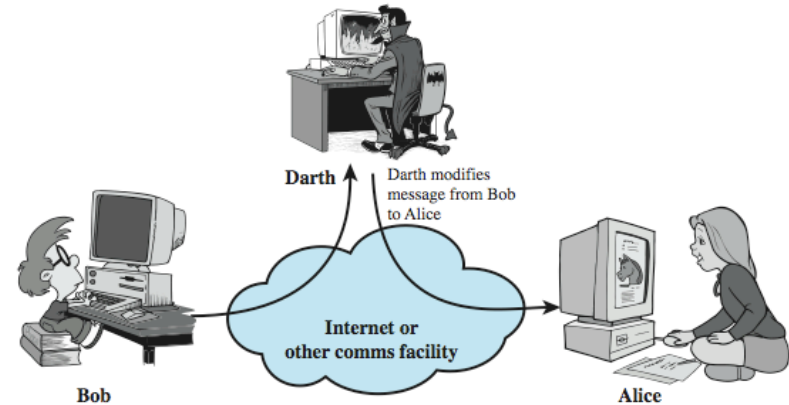 Darth
Darth modifies
message from Bob
to Alice
Internet or
other comms facility
Bob
Alice